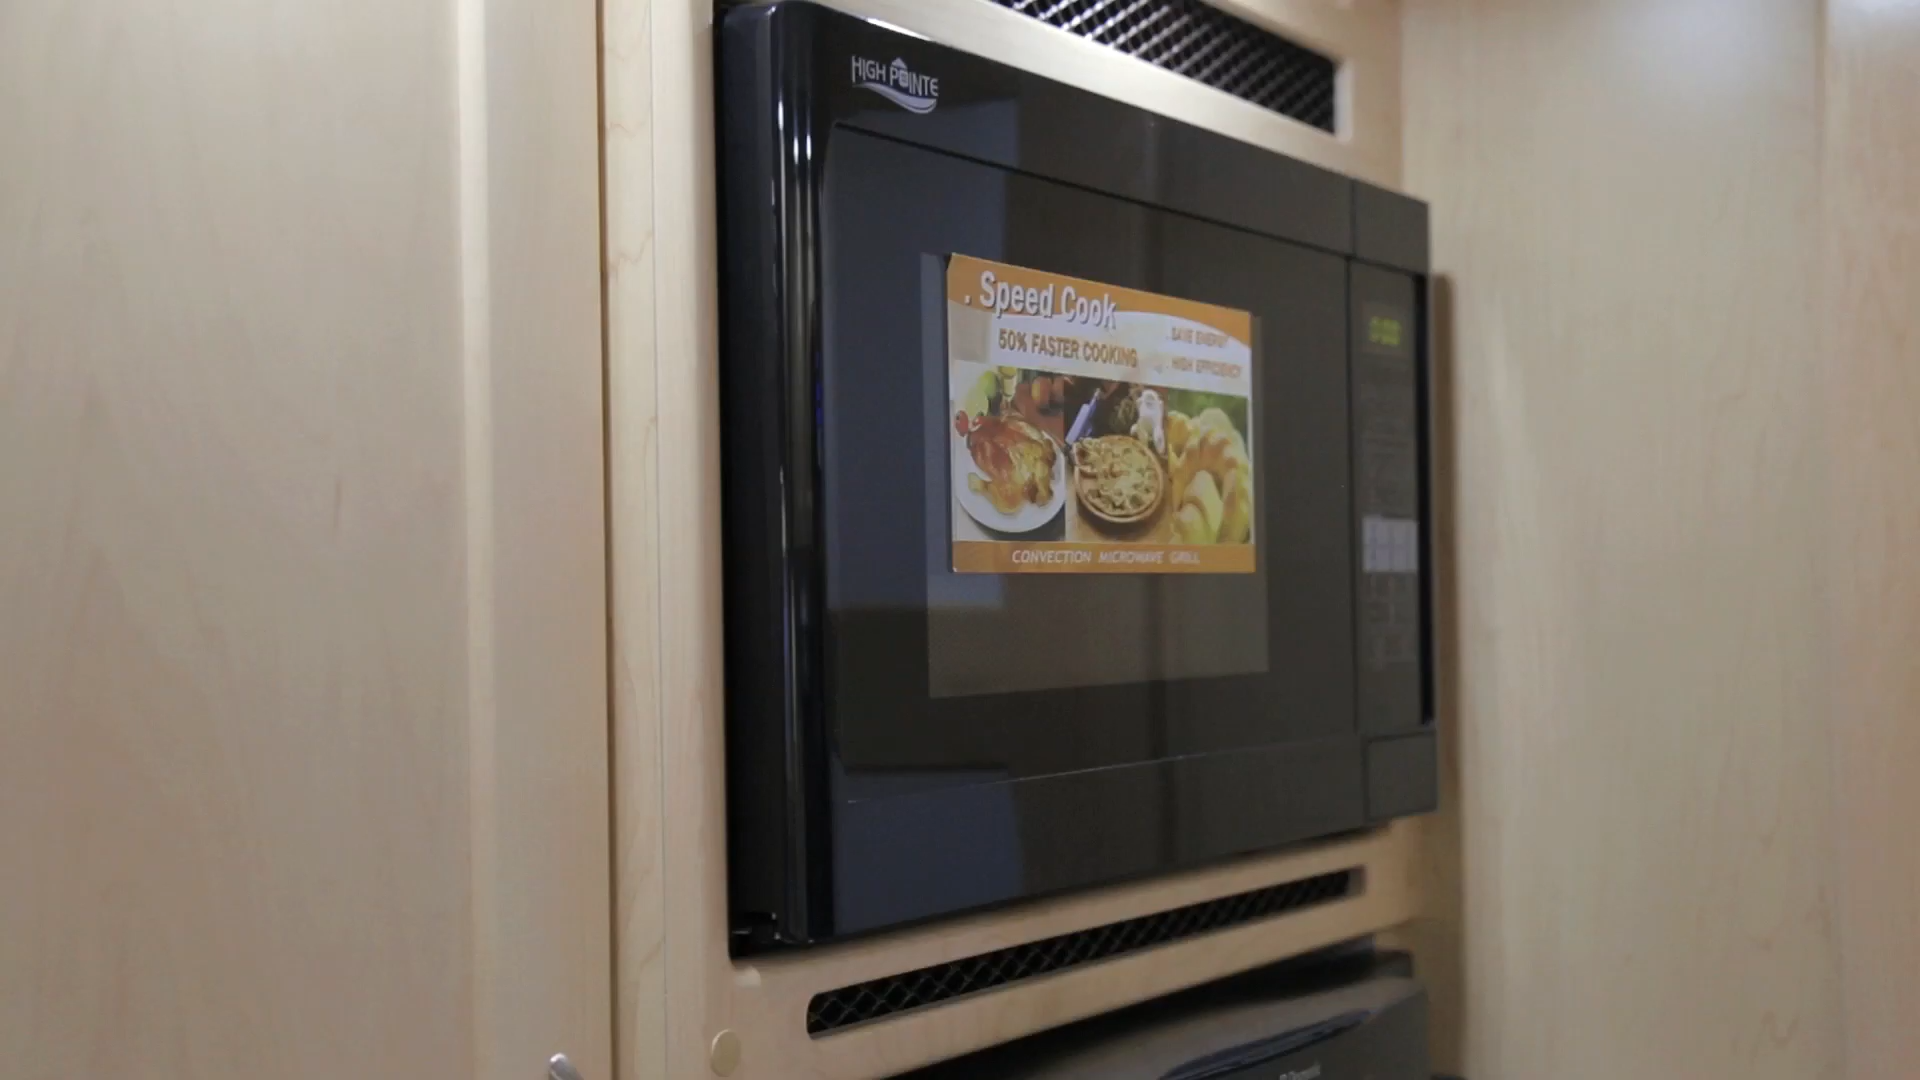 HIGH POINTE
. Speed Cook
50% FASTER COOKING
. SAVE ENERGY
. HIGH EFFICIENCY
CONVECTION MICROWAVE GRILL